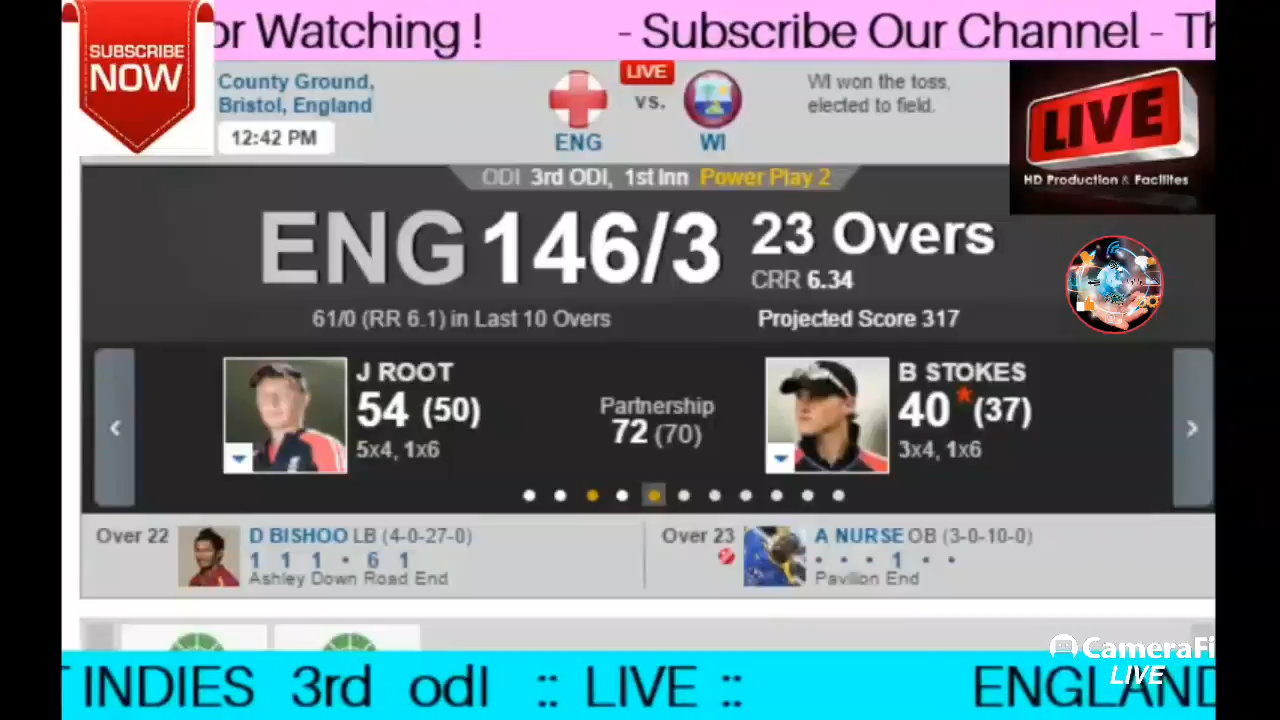 or Watching !
- Subscribe Our Channel - Th
SUBSCRIBE
NOW
County Ground,
Bristol, England
12:42 PM
ENG
LIVE
vs.
WI
WI won the toss,
elected to field.
LIVE
HD Production & Facilites
ODI 3rd ODI, 1st Inn Power Play 2
ENG 146/3
23 Overs
CRR 6.34
61/0 (RR 6.1) in Last 10 Overs
Projected Score 317
J ROOT
54 (50)
5x4, 1x6
Partnership
72 (70)
B STOKES
40 * (37)
3x4, 1x6
Over 22
D BISHOO LB (4-0-27-0)
1 1 1 • 6 1
Ashley Down Road End
Over 23
A NURSE OB (3-0-10-0)
• • • 1 • •
Pavilion End
CameraFi
LIVE
T INDIES 3rd odI :: LIVE :: ENGLAND